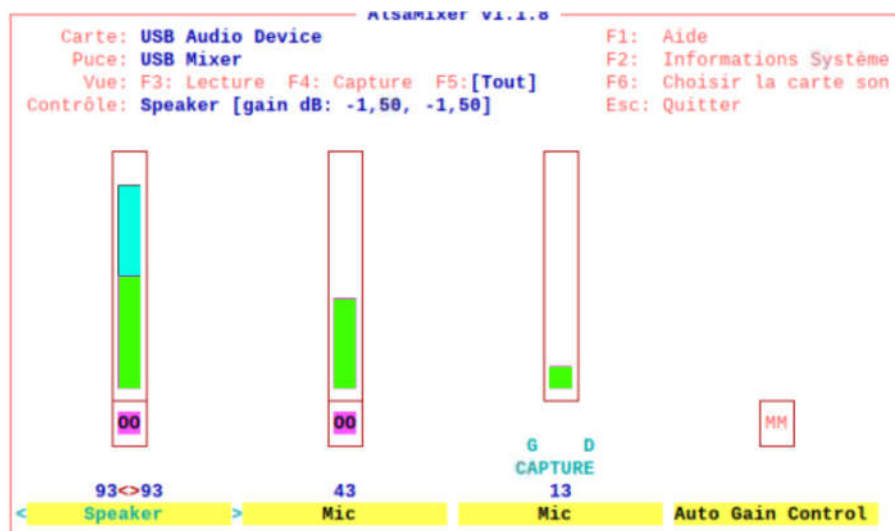 AlsaMixer v1.1.8
Carte: USB Audio Device F1: Aide
Puce: USB Mixer F2: Informations Système
Vue: F3: Lecture F4: Capture F5:[Tout] F6: Choisir la carte son
Contrôle: Speaker [gain dB: -1,50, -1,50] Esc: Quitter
OO OO MM
G D
CAPTURE
93<>93 43 13
< Speaker > Mic Mic Auto Gain Control